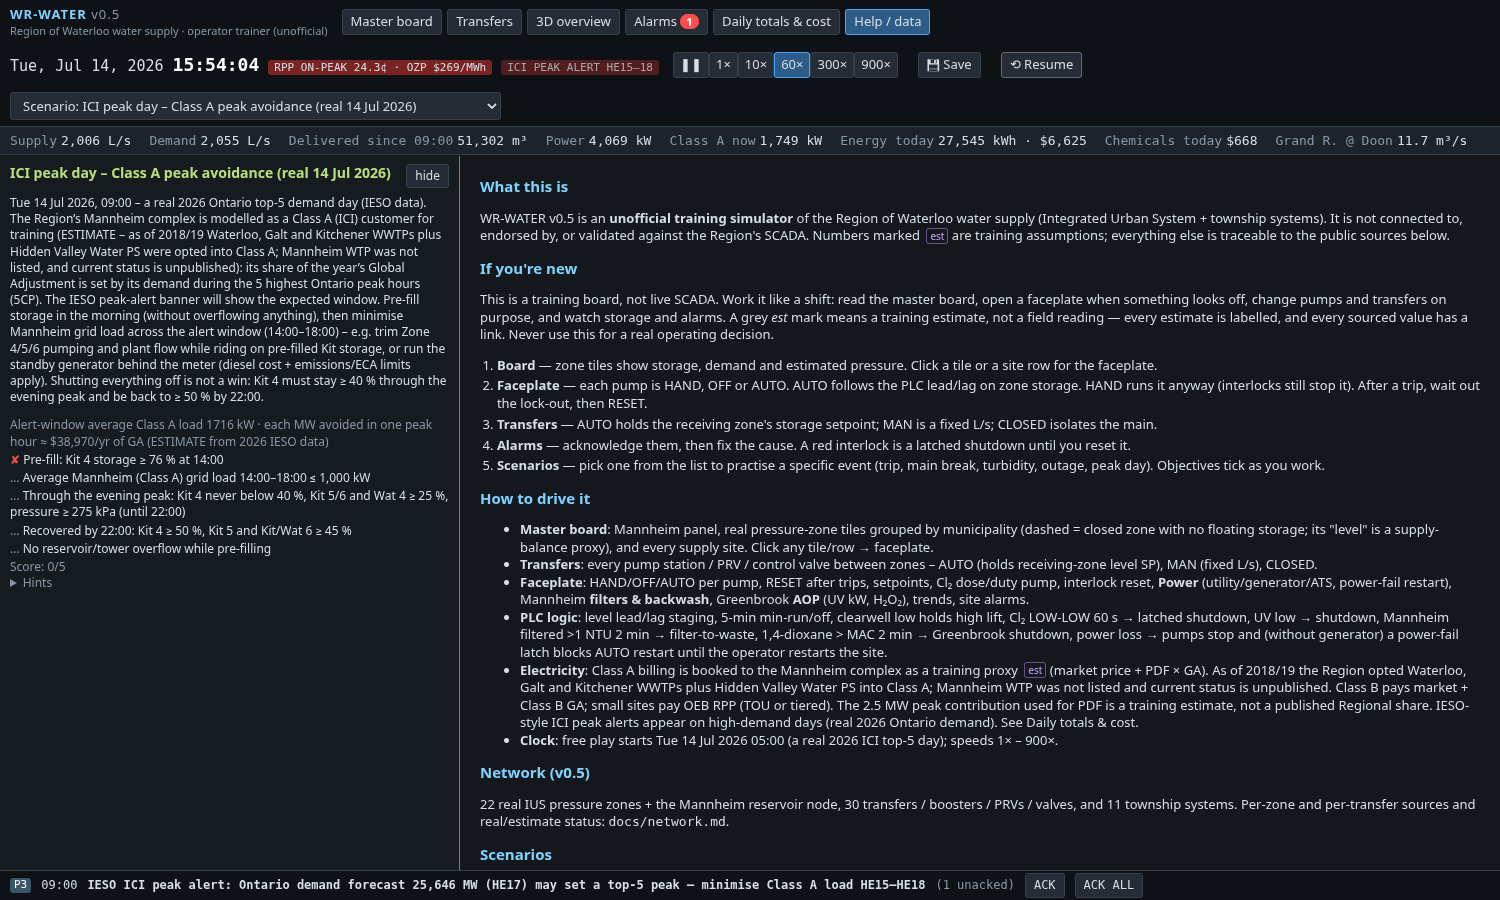 WR-WATER v0.5
Region of Waterloo water supply · operator trainer (unofficial)
Master board
Transfers
3D overview
Alarms 1
Daily totals & cost
Help / data
Tue, Jul 14, 2026 15:54:04 RPP ON-PEAK 24.3¢ · OZP $269/MWh ICI PEAK ALERT HE15–18
❚❚ 1× 10× 60× 300× 900×
💾 Save
⟲ Resume
Scenario: ICI peak day – Class A peak avoidance (real 14 Jul 2026)
Supply 2,006 L/s Demand 2,055 L/s Delivered since 09:00 51,302 m³ Power 4,069 kW Class A now 1,749 kW Energy today 27,545 kWh · $6,625 Chemicals today $668 Grand R. @ Doon 11.7 m³/s
ICI peak day – Class A peak avoidance (real 14 Jul 2026)
hide
Tue 14 Jul 2026, 09:00 – a real 2026 Ontario top-5 demand day (IESO data).
The Region's Mannheim complex is modelled as a Class A (ICI) customer for
training (ESTIMATE – as of 2018/19 Waterloo, Galt and Kitchener WWTPs plus
Hidden Valley Water PS were opted into Class A; Mannheim WTP was not
listed, and current status is unpublished): its share of the year's Global
Adjustment is set by its demand during the 5 highest Ontario peak hours
(5CP). The IESO peak-alert banner will show the expected window. Pre-fill
storage in the morning (without overflowing anything), then minimise
Mannheim grid load across the alert window (14:00–18:00) – e.g. trim Zone
4/5/6 pumping and plant flow while riding on pre-filled Kit storage, or run the
standby generator behind the meter (diesel cost + emissions/ECA limits
apply). Shutting everything off is not a win: Kit 4 must stay ≥ 40 % through the
evening peak and be back to ≥ 50 % by 22:00.
Alert-window average Class A load 1716 kW · each MW avoided in one peak
hour ≈ $38,970/yr of GA (ESTIMATE from 2026 IESO data)
✘ Pre-fill: Kit 4 storage ≥ 76 % at 14:00
… Average Mannheim (Class A) grid load 14:00–18:00 ≤ 1,000 kW
… Through the evening peak: Kit 4 never below 40 %, Kit 5/6 and Wat 4 ≥ 25 %,
pressure ≥ 275 kPa (until 22:00)
… Recovered by 22:00: Kit 4 ≥ 50 %, Kit 5 and Kit/Wat 6 ≥ 45 %
… No reservoir/tower overflow while pre-filling
Score: 0/5
▶ Hints
What this is
WR-WATER v0.5 is an unofficial training simulator of the Region of Waterloo water supply (Integrated Urban System + township systems). It is not connected to,
endorsed by, or validated against the Region's SCADA. Numbers marked est are training assumptions; everything else is traceable to the public sources below.
If you're new
This is a training board, not live SCADA. Work it like a shift: read the master board, open a faceplate when something looks off, change pumps and transfers on
purpose, and watch storage and alarms. A grey est mark means a training estimate, not a field reading — every estimate is labelled, and every sourced value has a
link. Never use this for a real operating decision.
1. Board — zone tiles show storage, demand and estimated pressure. Click a tile or a site row for the faceplate.
2. Faceplate — each pump is HAND, OFF or AUTO. AUTO follows the PLC lead/lag on zone storage. HAND runs it anyway (interlocks still stop it). After a trip, wait out
the lock-out, then RESET.
3. Transfers — AUTO holds the receiving zone's storage setpoint; MAN is a fixed L/s; CLOSED isolates the main.
4. Alarms — acknowledge them, then fix the cause. A red interlock is a latched shutdown until you reset it.
5. Scenarios — pick one from the list to practise a specific event (trip, main break, turbidity, outage, peak day). Objectives tick as you work.
How to drive it
• Master board: Mannheim panel, real pressure-zone tiles grouped by municipality (dashed = closed zone with no floating storage; its "level" is a supply-
balance proxy), and every supply site. Click any tile/row → faceplate.
• Transfers: every pump station / PRV / control valve between zones – AUTO (holds receiving-zone level SP), MAN (fixed L/s), CLOSED.
• Faceplate: HAND/OFF/AUTO per pump, RESET after trips, setpoints, Cl₂ dose/duty pump, interlock reset, Power (utility/generator/ATS, power-fail restart),
Mannheim filters & backwash, Greenbrook AOP (UV kW, H₂O₂), trends, site alarms.
• PLC logic: level lead/lag staging, 5-min min-run/off, clearwell low holds high lift, Cl₂ LOW-LOW 60 s → latched shutdown, UV low → shutdown, Mannheim
filtered >1 NTU 2 min → filter-to-waste, 1,4-dioxane > MAC 2 min → Greenbrook shutdown, power loss → pumps stop and (without generator) a power-fail
latch blocks AUTO restart until the operator restarts the site.
• Electricity: Class A billing is booked to the Mannheim complex as a training proxy est (market price + PDF × GA). As of 2018/19 the Region opted Waterloo,
Galt and Kitchener WWTPs plus Hidden Valley Water PS into Class A; Mannheim WTP was not listed and current status is unpublished. Class B pays market +
Class B GA; small sites pay OEB RPP (TOU or tiered). The 2.5 MW peak contribution used for PDF is a training estimate, not a published Regional share. IESO-
style ICI peak alerts appear on high-demand days (real 2026 Ontario demand). See Daily totals & cost.
• Clock: free play starts Tue 14 Jul 2026 05:00 (a real 2026 ICI top-5 day); speeds 1× – 900×.
Network (v0.5)
22 real IUS pressure zones + the Mannheim reservoir node, 30 transfers / boosters / PRVs / valves, and 11 township systems. Per-zone and per-transfer sources and
real/estimate status: docs/network.md.
Scenarios
P3 09:00 IESO ICI peak alert: Ontario demand forecast 25,646 MW (HE17) may set a top-5 peak — minimise Class A load HE15–HE18 (1 unacked) ACK ACK ALL